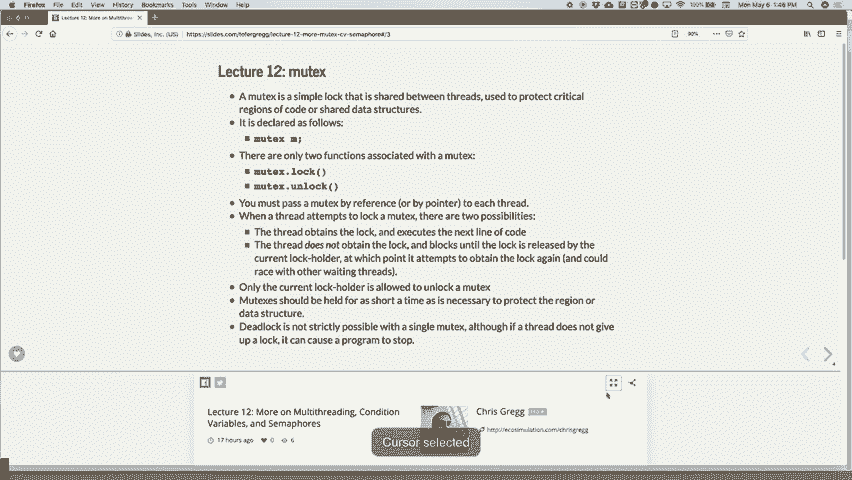 Firefox File Edit View History Bookmarks Tools Window Help
100% Mon May 6 1:46 PM
Lecture 12: More on Multithre
Slides, Inc. (US) https://slides.com/tofergregg/lecture-12-more-mutex-cv-semaphore#/3
90%
Lecture 12: mutex
• A mutex is a simple lock that is shared between threads, used to protect critical
regions of code or shared data structures.
• It is declared as follows:
mutex m;
• There are only two functions associated with a mutex:
mutex.lock()
mutex.unlock()
• You must pass a mutex by reference (or by pointer) to each thread.
• When a thread attempts to lock a mutex, there are two possibilities:
The thread obtains the lock, and executes the next line of code
The thread does not obtain the lock, and blocks until the lock is released by the
current lock-holder, at which point it attempts to obtain the lock again (and could
race with other waiting threads).
• Only the current lock-holder is allowed to unlock a mutex
• Mutexes should be held for as short a time as is necessary to protect the region or
data structure.
• Deadlock is not strictly possible with a single mutex, although if a thread does not give
up a lock, it can cause a program to stop.
Lecture 12: More on Multithreading, Condition
Variables, and Semaphores
17 hours ago 0 6
Chris Gregg
http://ecosimulation.com/chrisgregg
Cursor selected